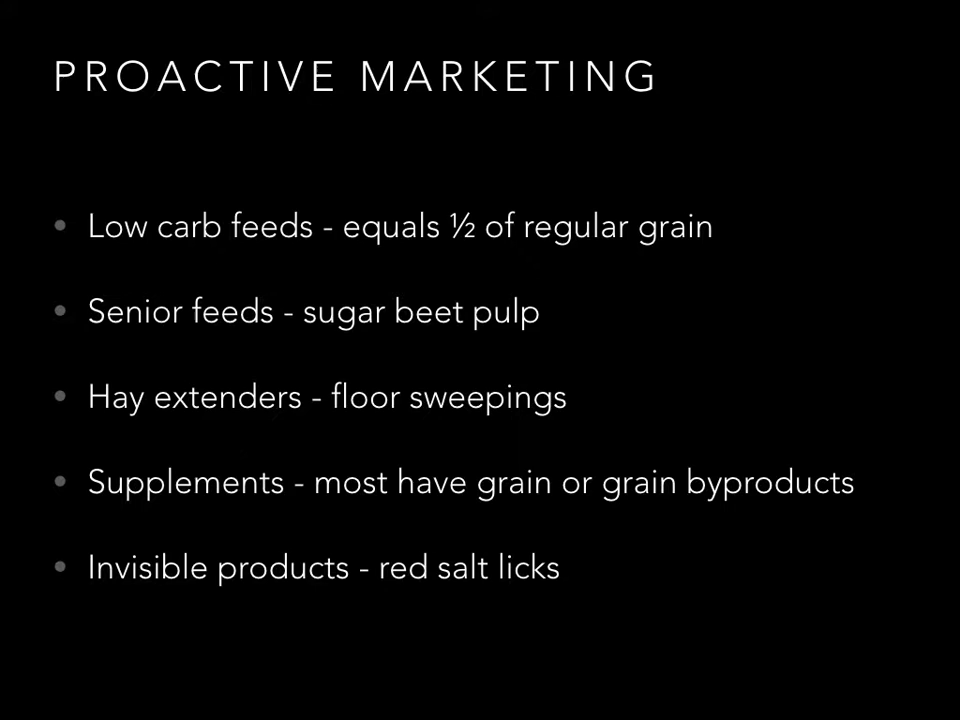 PROACTIVE MARKETING
• Low carb feeds - equals ½ of regular grain
• Senior feeds - sugar beet pulp
• Hay extenders - floor sweepings
• Supplements - most have grain or grain byproducts
• Invisible products - red salt licks